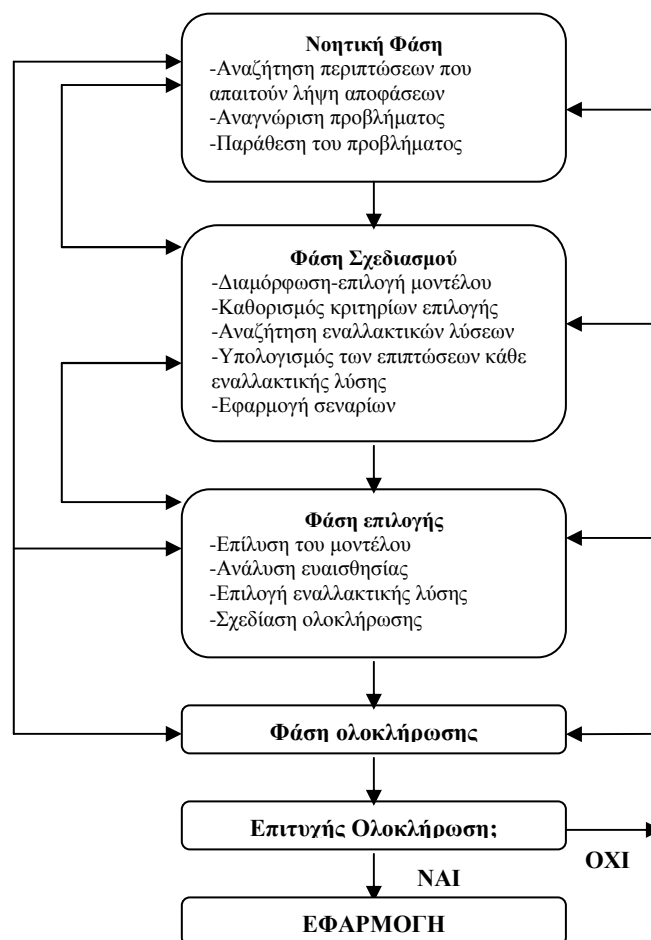 Νοητική Φάση
-Αναζήτηση περιπτώσεων που
απαιτούν λήψη αποφάσεων
-Αναγνώριση προβλήματος
-Παράθεση του προβλήματος
Φάση Σχεδιασμού
-Διαμόρφωση-επιλογή μοντέλου
-Καθορισμός κριτηρίων επιλογής
-Αναζήτηση εναλλακτικών λύσεων
-Υπολογισμός των επιπτώσεων κάθε
εναλλακτικής λύσης
-Εφαρμογή σεναρίων
Φάση επιλογής
-Επίλυση του μοντέλου
-Ανάλυση ευαισθησίας
-Επιλογή εναλλακτικής λύσης
-Σχεδίαση ολοκλήρωσης
Φάση ολοκλήρωσης
Επιτυχής Ολοκλήρωση;
ΟΧΙ
ΝΑΙ
ΕΦΑΡΜΟΓΗ